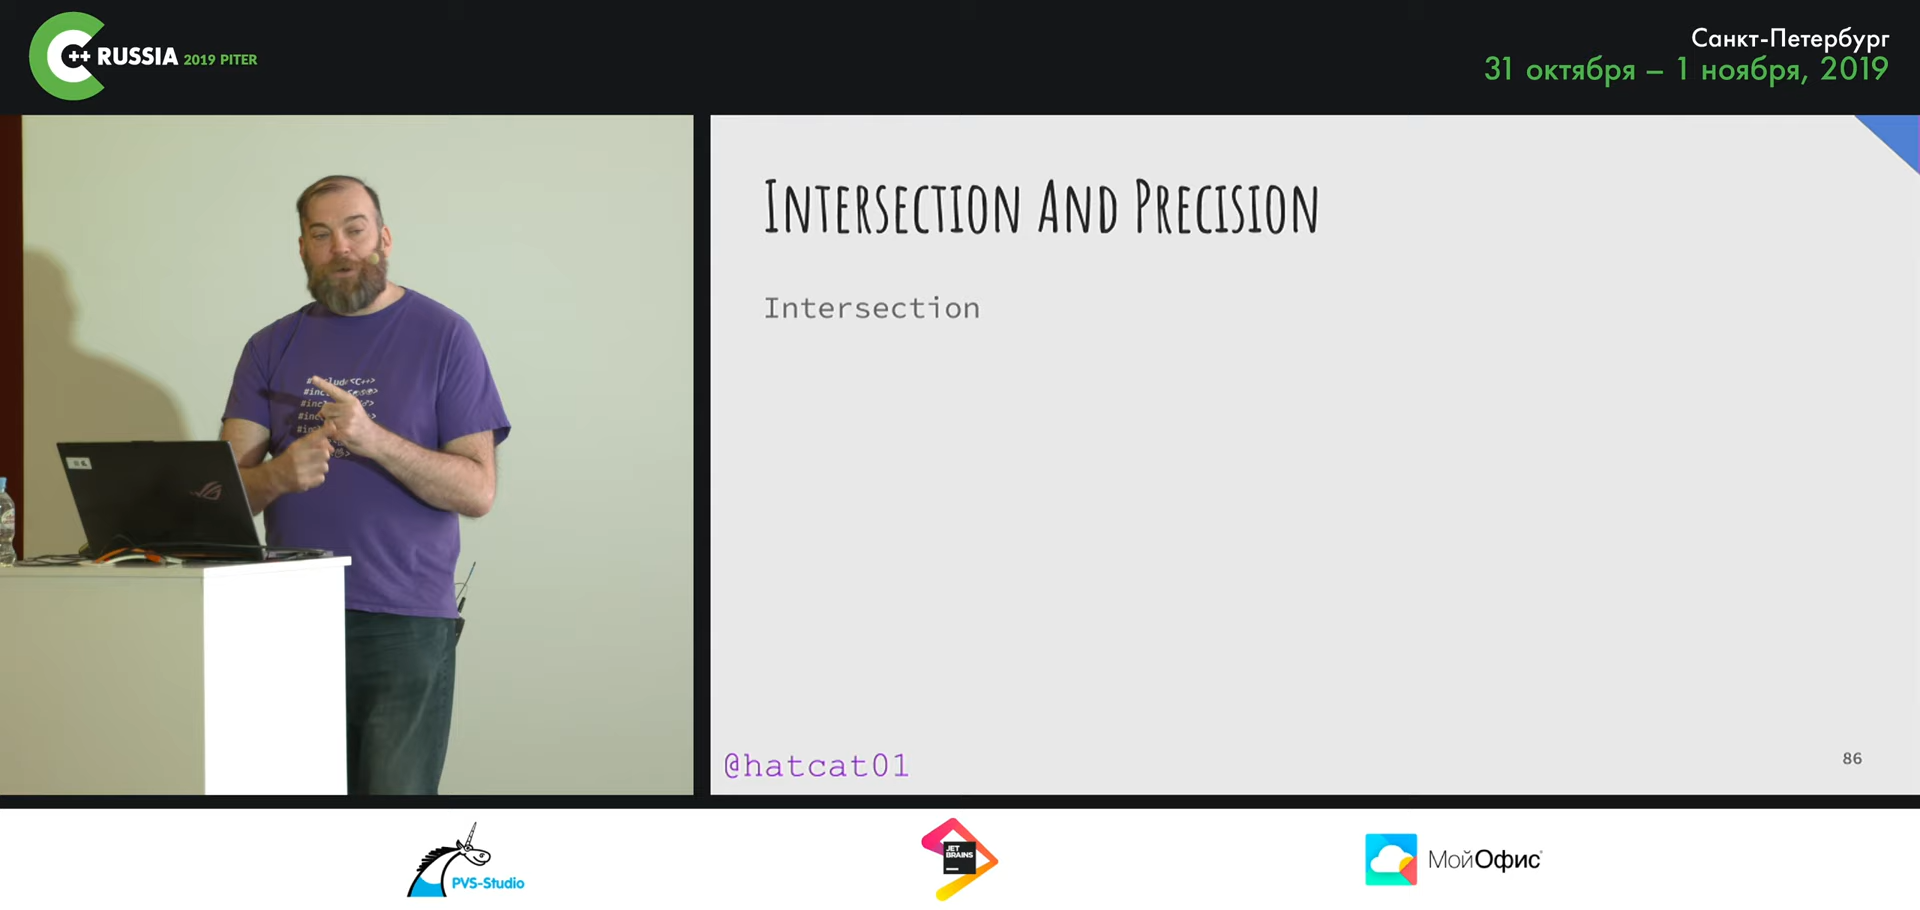 C++ RUSSIA 2019 PITER
Санкт-Петербург
31 октября – 1 ноября, 2019
INTERSECTION AND PRECISION
Intersection
#include <C++>
@hatcat01
86
PVS-Studio
JET
BRAINS
МойОфис